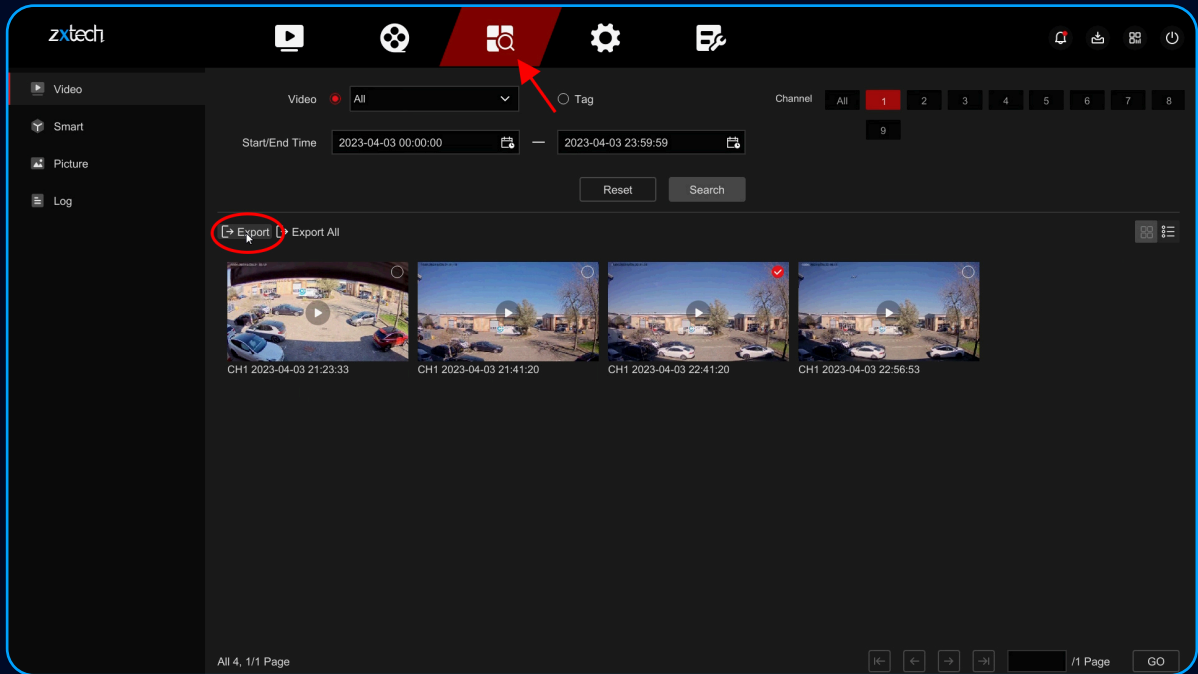 zxtech
Video
Smart
Picture
Log
Video All Tag
Channel All 1 2 3 4 5 6 7 8
9
Start/End Time 2023-04-03 00:00:00 — 2023-04-03 23:59:59
Reset Search
Export Export All
CH1 2023-04-03 21:23:33
CH1 2023-04-03 21:41:20
CH1 2023-04-03 22:41:20
CH1 2023-04-03 22:56:53
All 4, 1/1 Page
/1 Page GO